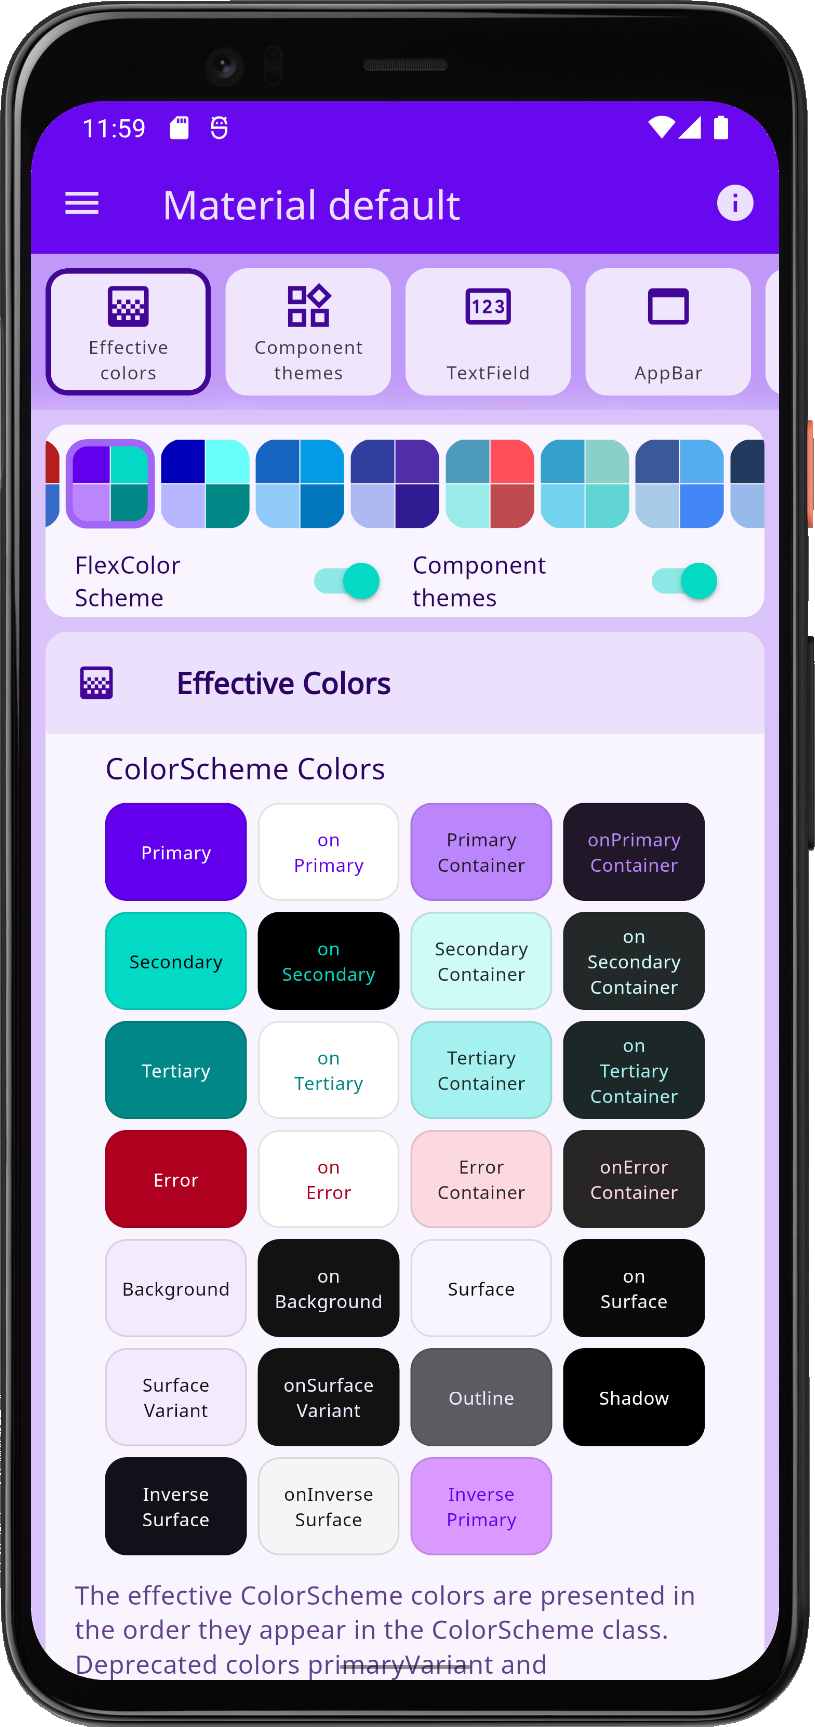 11:59
Material default
Effective
colors
Component
themes
123
TextField
AppBar
FlexColor
Scheme
Component
themes
Effective Colors
ColorScheme Colors
Primary
on
Primary
Primary
Container
onPrimary
Container
Secondary
on
Secondary
Secondary
Container
on
Secondary
Container
Tertiary
on
Tertiary
Tertiary
Container
on
Tertiary
Container
Error
on
Error
Error
Container
onError
Container
Background
on
Background
Surface
on
Surface
Surface
Variant
onSurface
Variant
Outline
Shadow
Inverse
Surface
onInverse
Surface
Inverse
Primary
The effective ColorScheme colors are presented in
the order they appear in the ColorScheme class.
Deprecated colors primaryVariant and